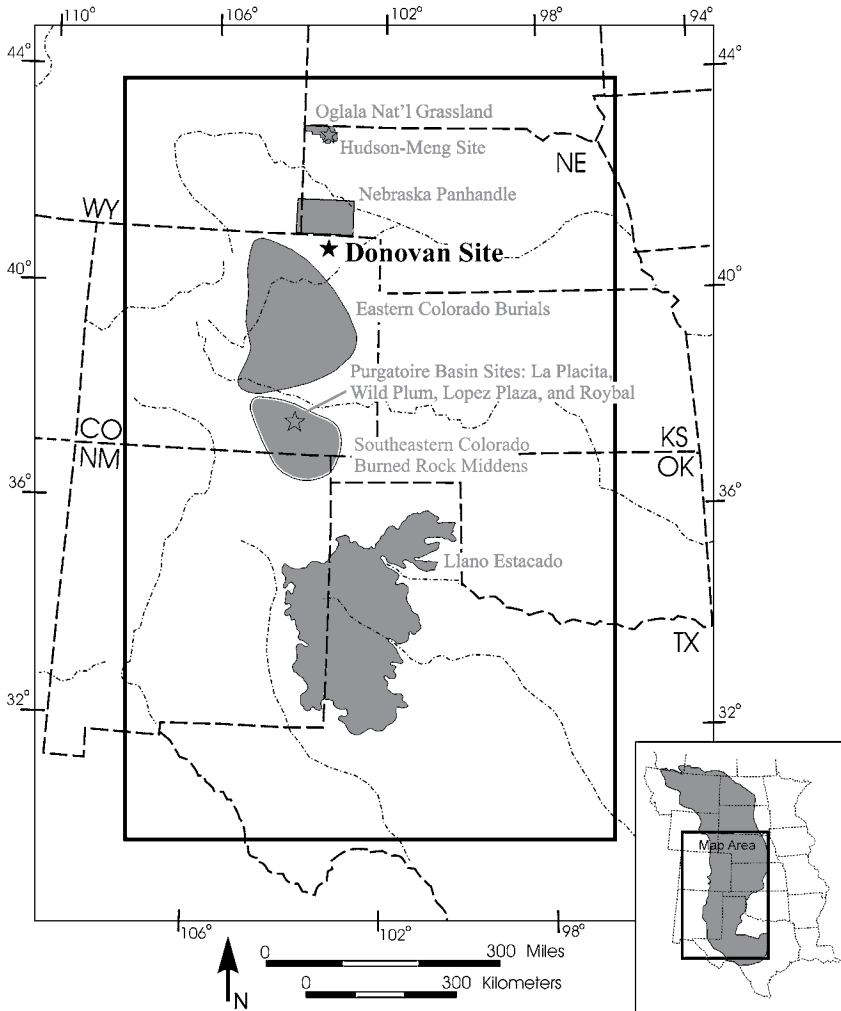 110°
106°
102°
98°
94°
44°
44°
Oglala Nat'l Grassland
Hudson-Meng Site
NE
Nebraska Panhandle
WY
Donovan Site
40°
40°
Eastern Colorado Burials
Purgatoire Basin Sites: La Placita,
Wild Plum, Lopez Plaza, and Roybal
CO
KS
NM
Southeastern Colorado
Burned Rock Middens
OK
36°
36°
Llano Estacado
TX
32°
32°
Map Area
106°
102°
98°
0 300 Miles
0 300 Kilometers
N